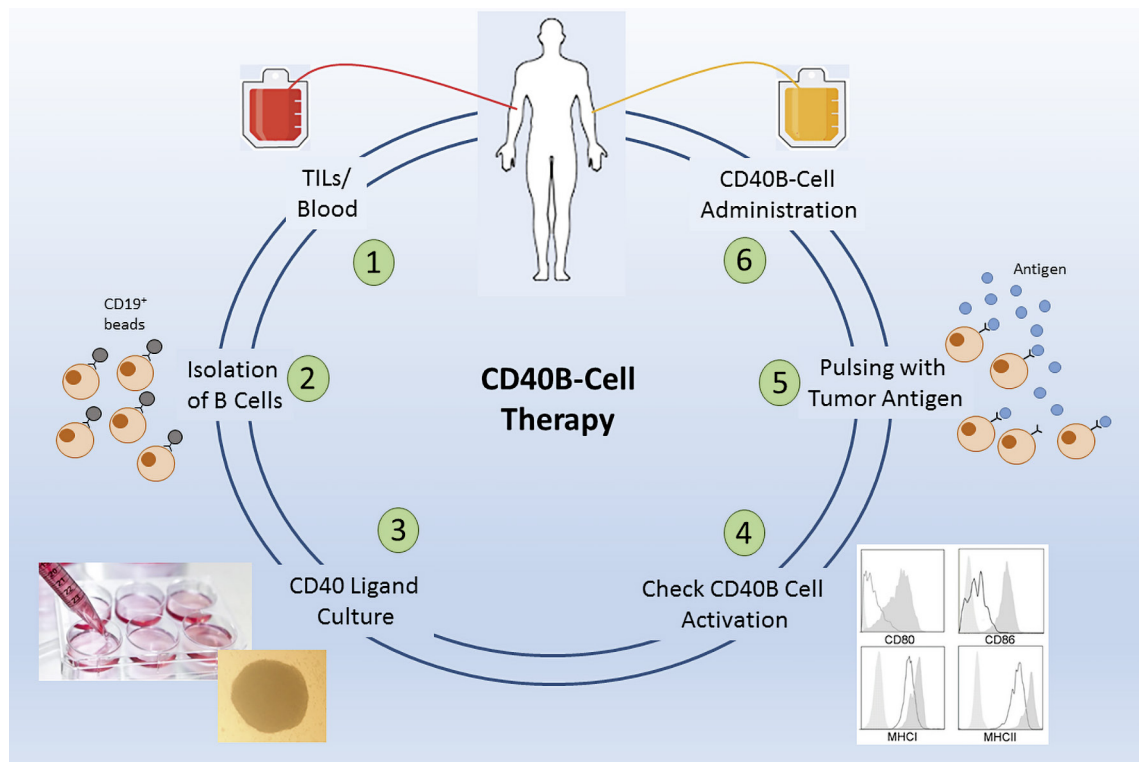 TILs/
Blood
1
CD19⁺
beads
Isolation
of B Cells
2
3
CD40 Ligand
Culture
CD40B-Cell
Therapy
CD40B-Cell
Administration
6
Antigen
5
Pulsing with
Tumor Antigen
4
Check CD40B Cell
Activation
CD80
CD86
MHCI
MHCII